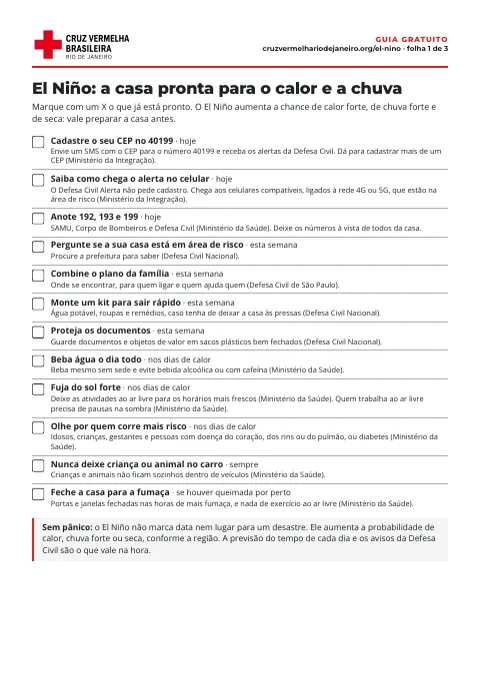 CRUZ VERMELHA
BRASILEIRA
RIO DE JANEIRO
GUIA GRATUITO
cruzvermelhariodejaneiro.org/el-nino · folha 1 de 3
El Niño: a casa pronta para o calor e a chuva
Marque com um X o que já está pronto. O El Niño aumenta a chance de calor forte, de chuva forte e
de seca: vale preparar a casa antes.
Cadastre o seu CEP no 40199 · hoje
Envie um SMS com o CEP para o número 40199 e receba os alertas da Defesa Civil. Dá para cadastrar mais de um
CEP (Ministério da Integração).
Saiba como chega o alerta no celular · hoje
O Defesa Civil Alerta não pede cadastro. Chega aos celulares compatíveis, ligados à rede 4G ou 5G, que estão na
área de risco (Ministério da Integração).
Anote 192, 193 e 199 · hoje
SAMU, Corpo de Bombeiros e Defesa Civil (Ministério da Saúde). Deixe os números à vista de todos da casa.
Pergunte se a sua casa está em área de risco · esta semana
Procure a prefeitura para saber (Defesa Civil Nacional).
Combine o plano da família · esta semana
Onde se encontrar, para quem ligar e quem ajuda quem (Defesa Civil de São Paulo).
Monte um kit para sair rápido · esta semana
Água potável, roupas e remédios, caso tenha de deixar a casa às pressas (Defesa Civil Nacional).
Proteja os documentos · esta semana
Guarde documentos e objetos de valor em sacos plásticos bem fechados (Defesa Civil Nacional).
Beba água o dia todo · nos dias de calor
Beba mesmo sem sede e evite bebida alcoólica ou com cafeína (Ministério da Saúde).
Fuja do sol forte · nos dias de calor
Deixe as atividades ao ar livre para os horários mais frescos (Ministério da Saúde). Quem trabalha ao ar livre
precisa de pausas na sombra (Ministério da Saúde).
Olhe por quem corre mais risco · nos dias de calor
Idosos, crianças, gestantes e pessoas com doença do coração, dos rins ou do pulmão, ou diabetes (Ministério da
Saúde).
Nunca deixe criança ou animal no carro · sempre
Crianças e animais não ficam sozinhos dentro de veículos (Ministério da Saúde).
Feche a casa para a fumaça · se houver queimada por perto
Portas e janelas fechadas nas horas de mais fumaça, e nada de exercício ao ar livre (Ministério da Saúde).
Sem pânico: o El Niño não marca data nem lugar para um desastre. Ele aumenta a probabilidade de
calor, chuva forte ou seca, conforme a região. A previsão do tempo de cada dia e os avisos da Defesa
Civil são o que vale na hora.